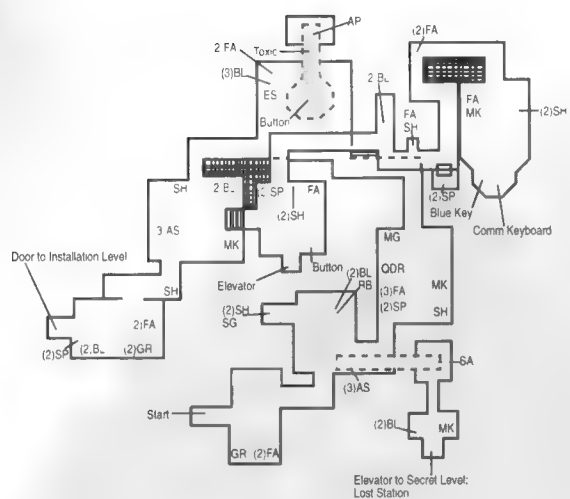 AP
(2)FA
2 FA
Toxic
(3)BL
2 BL
ES
FA
MK
(2)SH
FA
SH
Button
SH
2 BL
SP
FA
(2)SP
(2)SH
Blue Key
Comm Keyboard
3 AS
MG
MK
Door to Installation Level
Elevator
Button
QDR
(2)BL
RB
(3)FA
(2)SP
MK
SH
SH
(2)SH
SG
2)FA
(2)SP
(2.BL
(2)GR
6A
(3)AS
Start
(2)BL
MK
GR
(2)FA
Elevator to Secret Level:
Lost Station